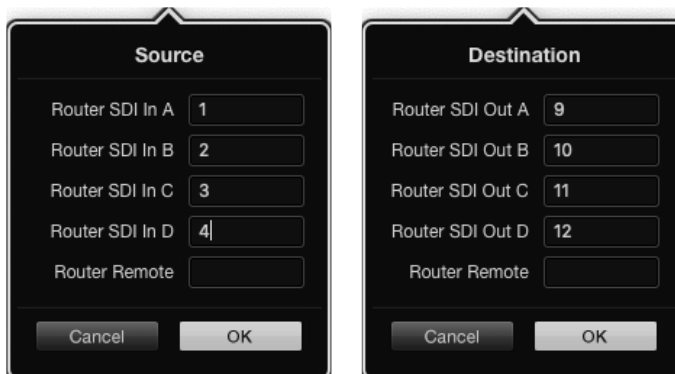 Source
Router SDI In A 1
Router SDI In B 2
Router SDI In C 3
Router SDI In D 4
Router Remote
Cancel OK
Destination
Router SDI Out A 9
Router SDI Out B 10
Router SDI Out C 11
Router SDI Out D 12
Router Remote
Cancel OK